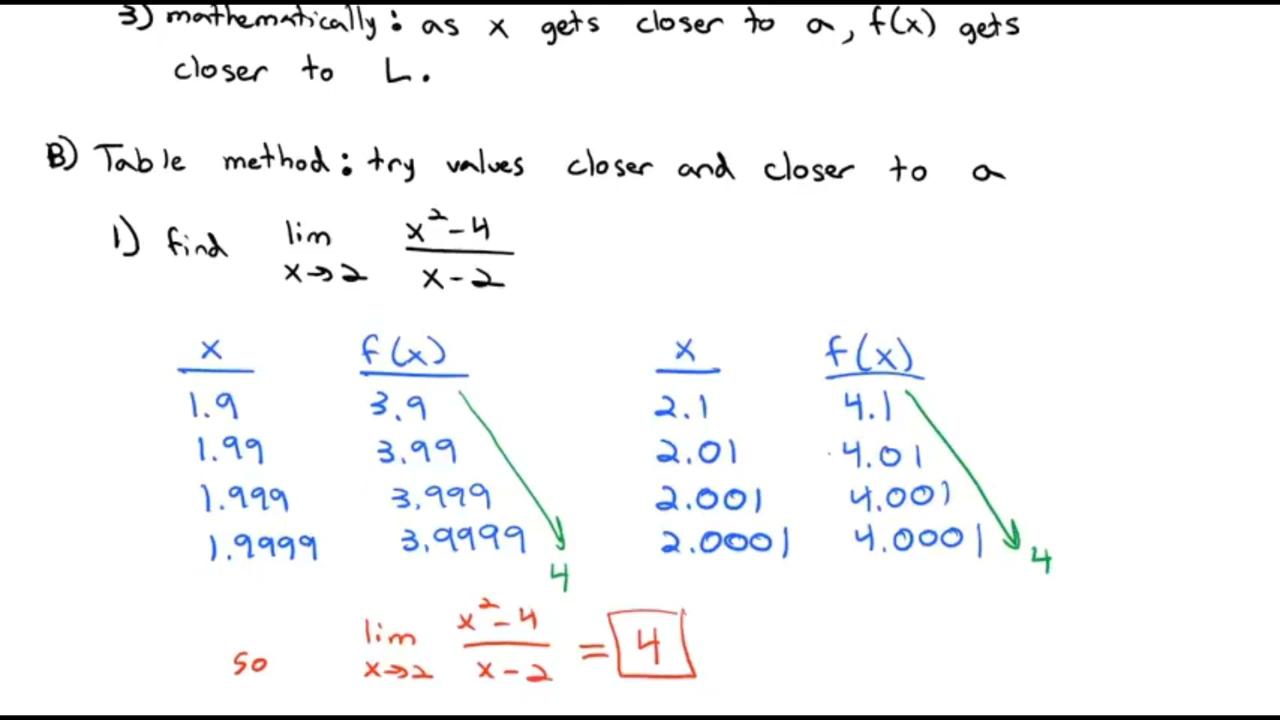 3) mathematically: as x gets closer to a, f(x) gets
closer to L.
B) Table method: try values closer and closer to a
1) find lim x→2 x²-4 / x-2
x f(x) x f(x)
1.9 3.9 2.1 4.1
1.99 3.99 2.01 4.01
1.999 3.999 2.001 4.001
1.9999 3.9999 2.0001 4.0001
4 4
so lim x→2 x²-4 / x-2 = 4